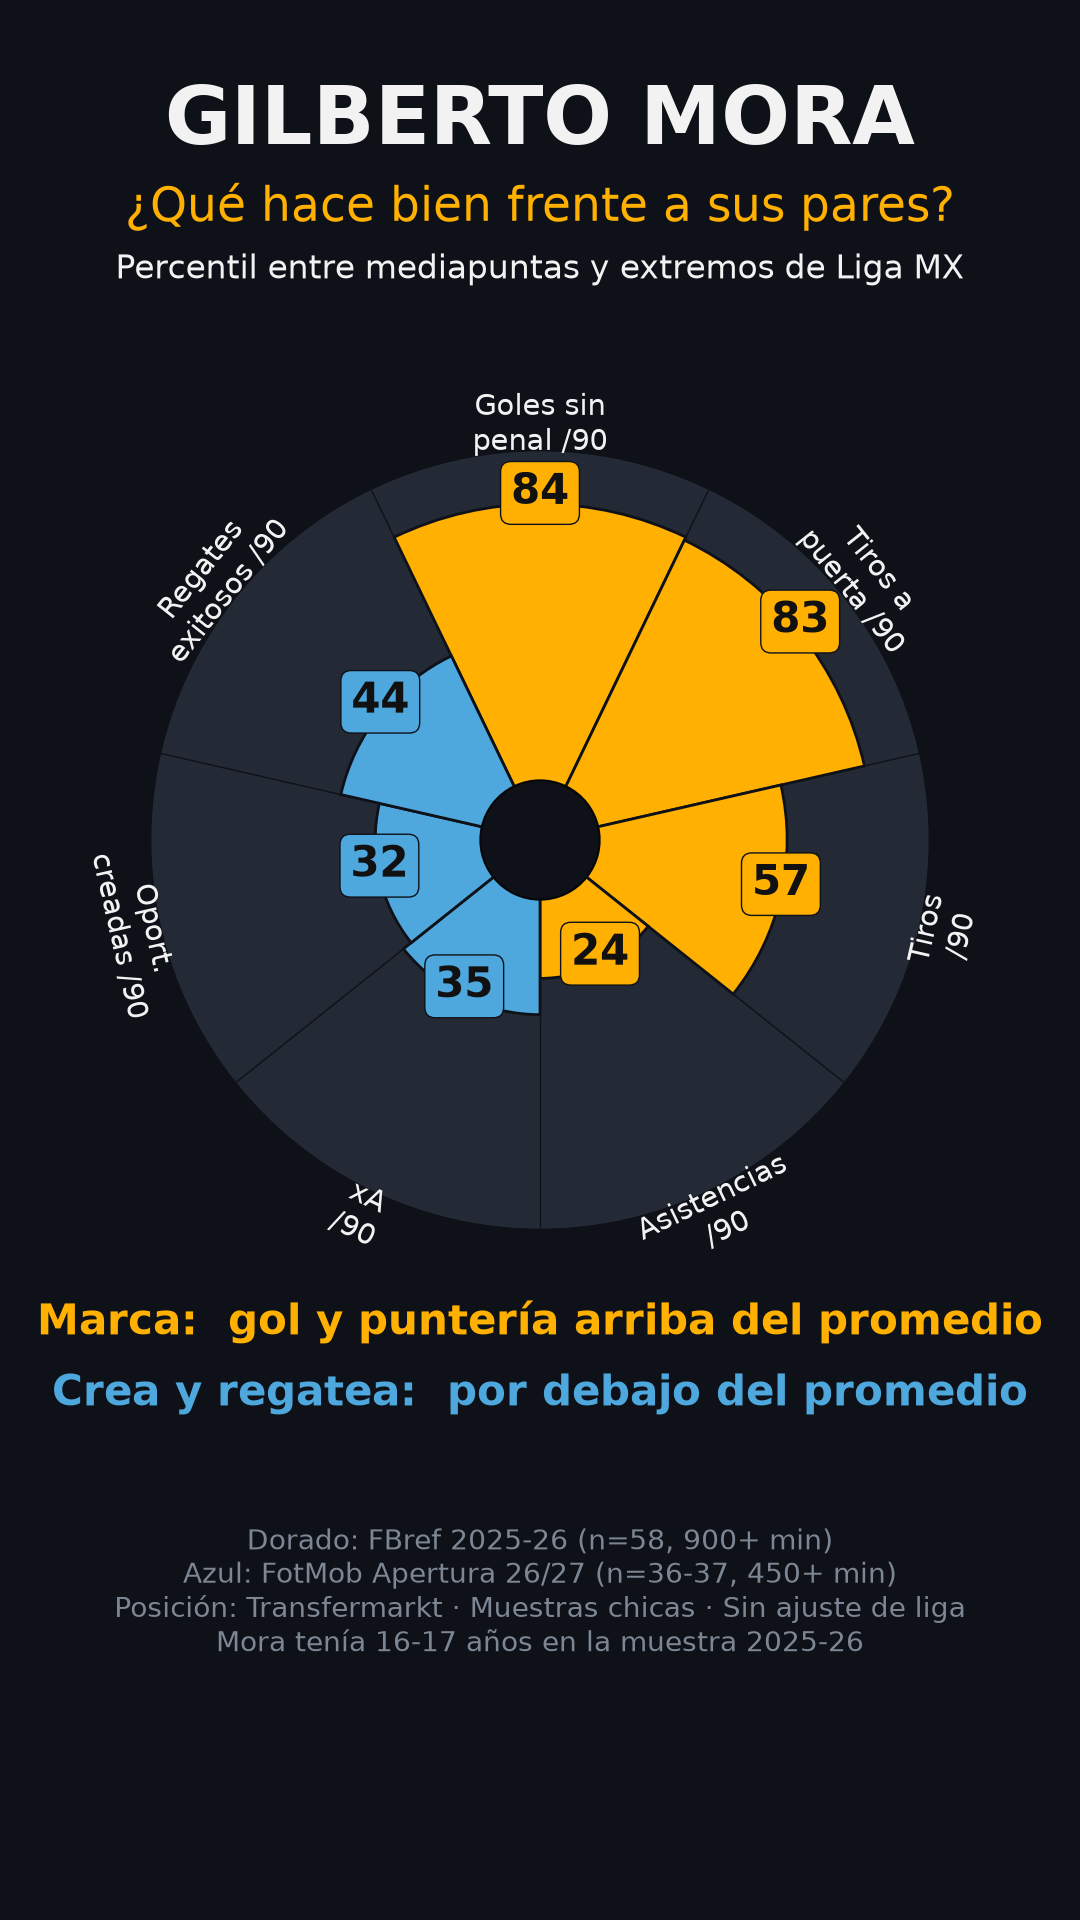 GILBERTO MORA
¿Qué hace bien frente a sus pares?
Percentil entre mediapuntas y extremos de Liga MX
Goles sin
penal /90
84
Tiros a
puerta /90
83
Tiros
/90
57
Asistencias
/90
24
xA
/90
35
Oport.
creadas /90
32
Regates
exitosos /90
44
Marca:  gol y puntería arriba del promedio
Crea y regatea:  por debajo del promedio
Dorado: FBref 2025-26 (n=58, 900+ min)
Azul: FotMob Apertura 26/27 (n=36-37, 450+ min)
Posición: Transfermarkt · Muestras chicas · Sin ajuste de liga
Mora tenía 16-17 años en la muestra 2025-26